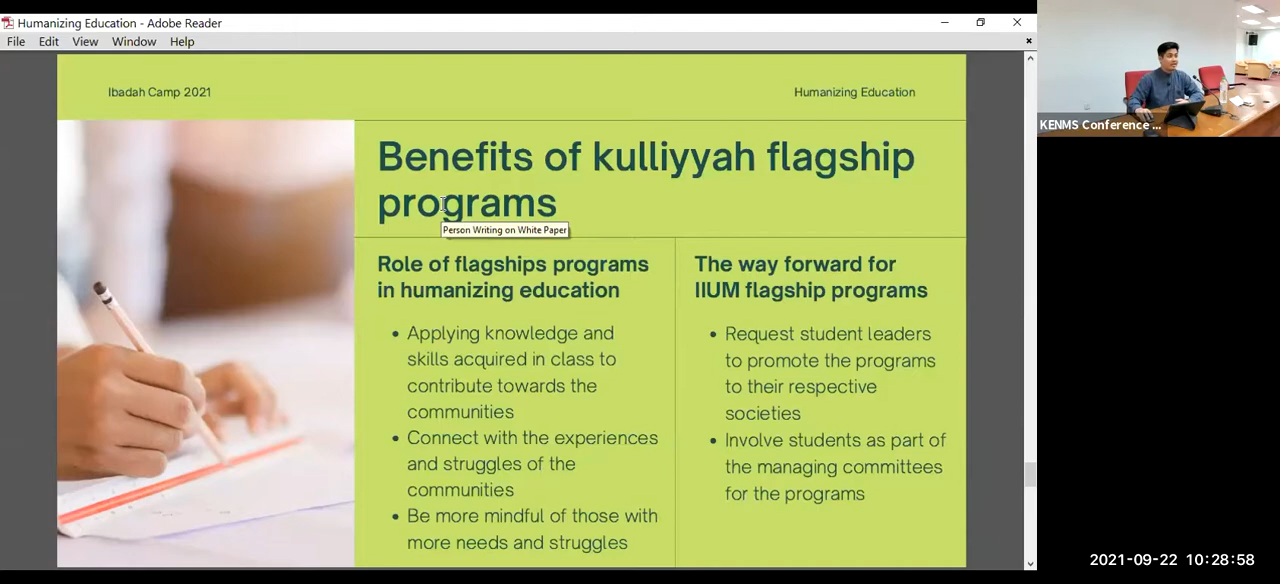 Humanizing Education - Adobe Reader
File Edit View Window Help
Ibadah Camp 2021
Humanizing Education
Benefits of kulliyyah flagship
programs
Person Writing on White Paper
Role of flagships programs
in humanizing education
• Applying knowledge and
skills acquired in class to
contribute towards the
communities
• Connect with the experiences
and struggles of the
communities
• Be more mindful of those with
more needs and struggles
The way forward for
IIUM flagship programs
• Request student leaders
to promote the programs
to their respective
societies
• Involve students as part of
the managing committees
for the programs
KENMS Conference ...
2021-09-22 10:28:58